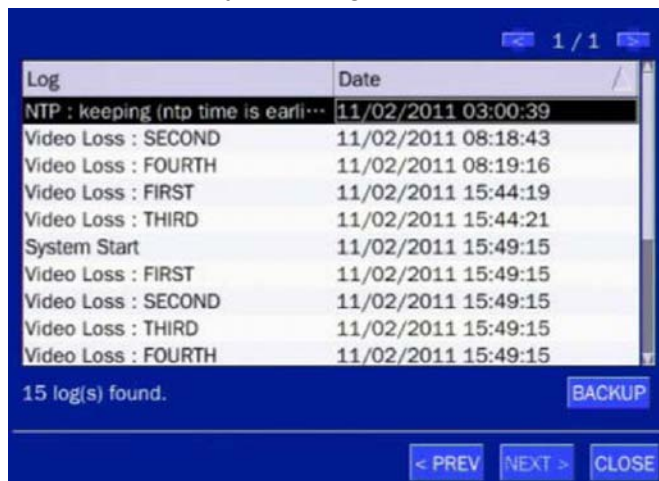 < 1 / 1 >
Log Date
NTP : keeping (ntp time is earli··· 11/02/2011 03:00:39
Video Loss : SECOND 11/02/2011 08:18:43
Video Loss : FOURTH 11/02/2011 08:19:16
Video Loss : FIRST 11/02/2011 15:44:19
Video Loss : THIRD 11/02/2011 15:44:21
System Start 11/02/2011 15:49:15
Video Loss : FIRST 11/02/2011 15:49:15
Video Loss : SECOND 11/02/2011 15:49:15
Video Loss : THIRD 11/02/2011 15:49:15
Video Loss : FOURTH 11/02/2011 15:49:15
15 log(s) found. BACKUP
< PREV NEXT > CLOSE